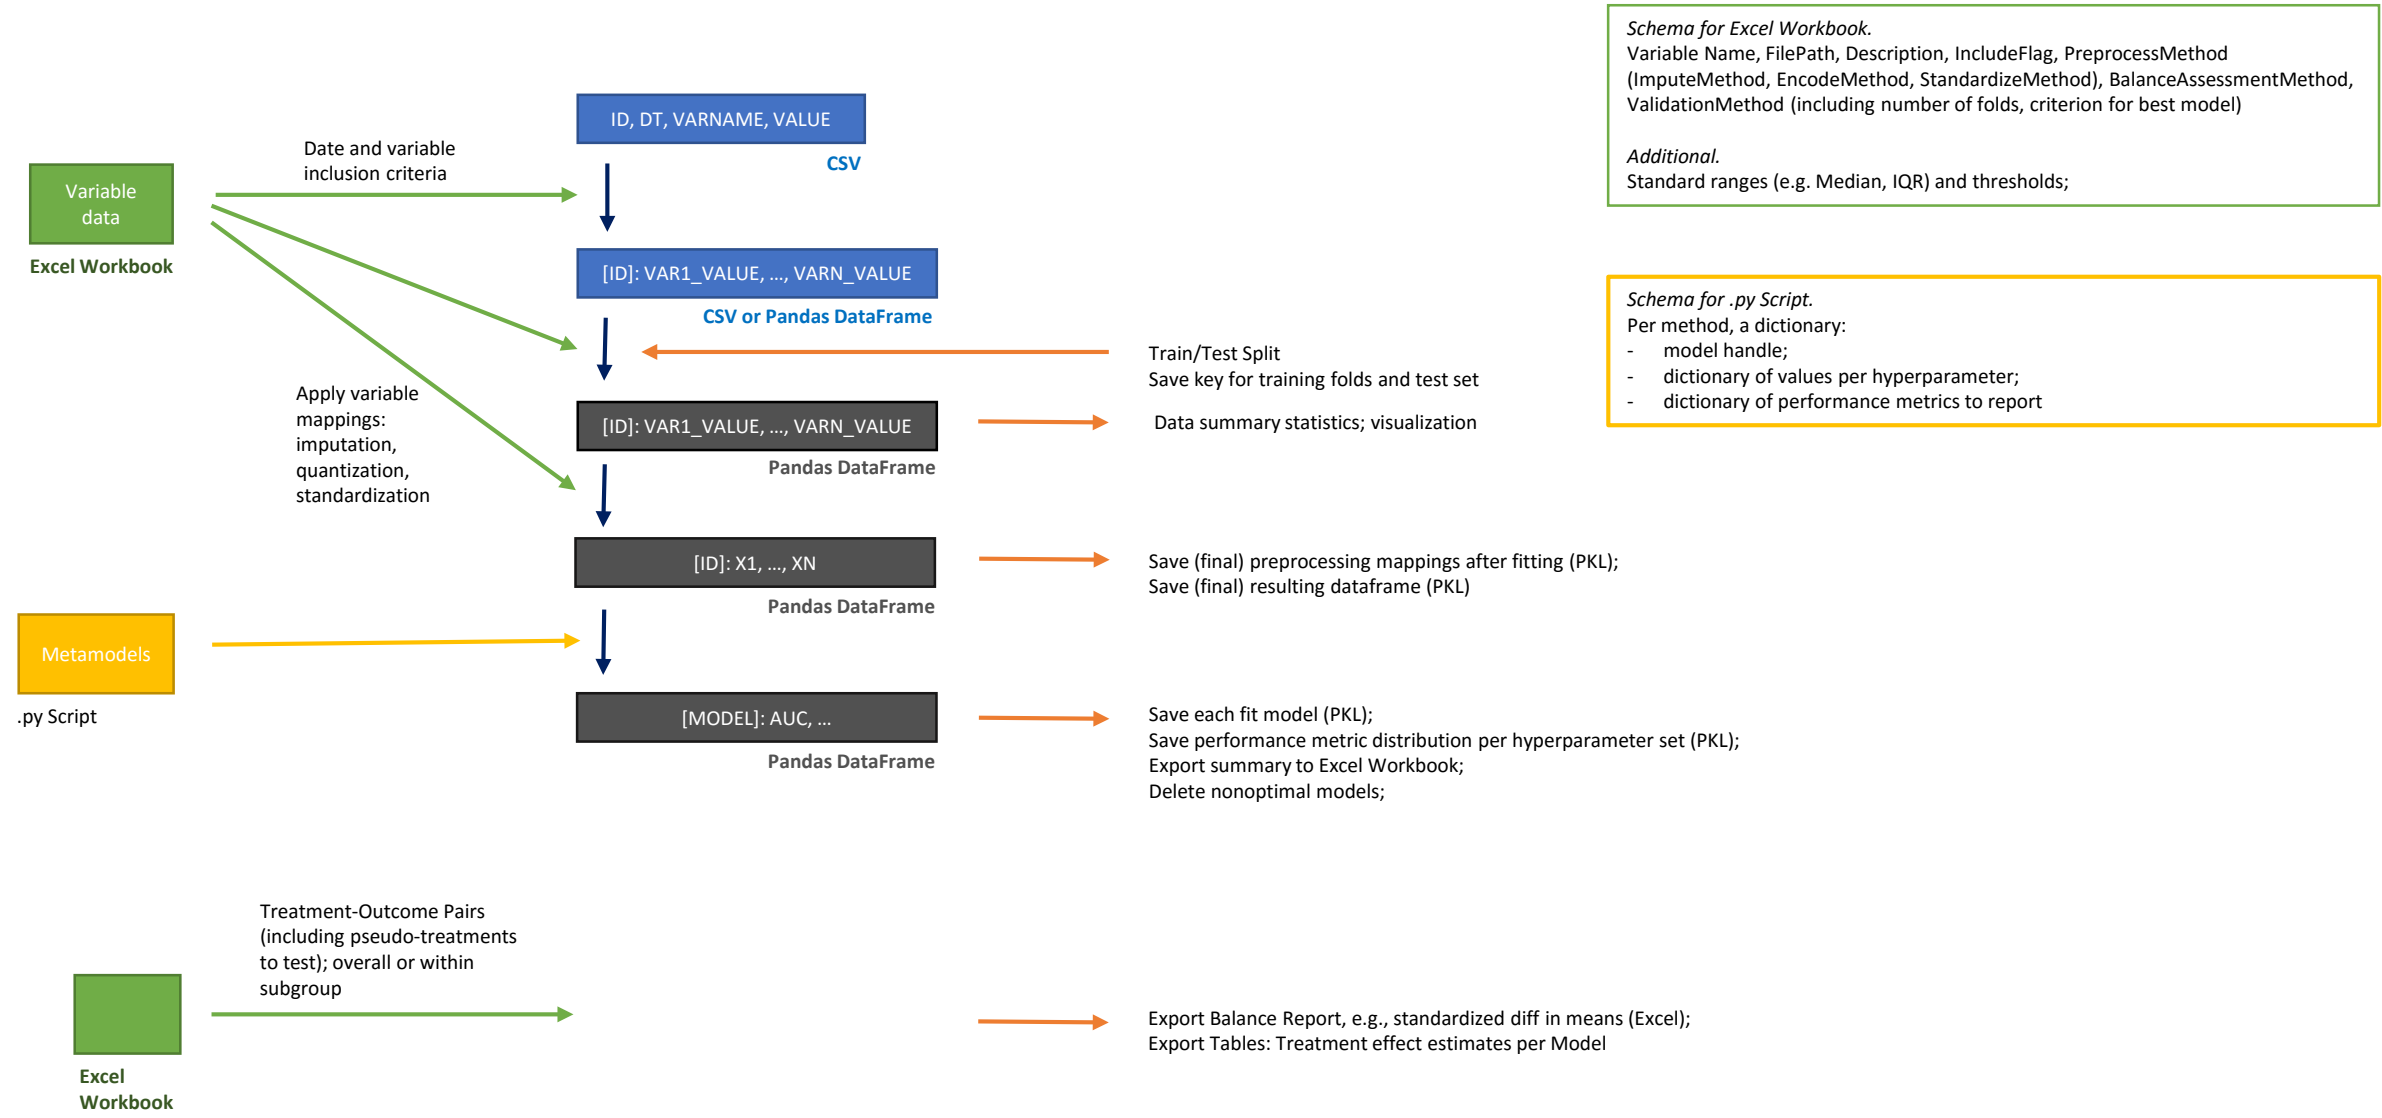 Schema for Excel Workbook.
Variable Name, FilePath, Description, IncludeFlag, PreprocessMethod
(ImputeMethod, EncodeMethod, StandardizeMethod), BalanceAssessmentMethod,
ValidationMethod (including number of folds, criterion for best model)
Additional.
Standard ranges (e.g. Median, IQR) and thresholds;
ID, DT, VARNAME, VALUE
CSV
Date and variable
inclusion criteria
Variable
data
Excel Workbook
[ID]: VAR1_VALUE, …, VARN_VALUE
CSV or Pandas DataFrame
Schema for .py Script.
Per method, a dictionary:
- model handle;
- dictionary of values per hyperparameter;
- dictionary of performance metrics to report
Train/Test Split
Save key for training folds and test set
Apply variable
mappings:
imputation,
quantization,
standardization
[ID]: VAR1_VALUE, …, VARN_VALUE
Pandas DataFrame
Data summary statistics; visualization
[ID]: X1, …, XN
Pandas DataFrame
Save (final) preprocessing mappings after fitting (PKL);
Save (final) resulting dataframe (PKL)
Metamodels
.py Script
[MODEL]: AUC, …
Pandas DataFrame
Save each fit model (PKL);
Save performance metric distribution per hyperparameter set (PKL);
Export summary to Excel Workbook;
Delete nonoptimal models;
Treatment-Outcome Pairs
(including pseudo-treatments
to test); overall or within
subgroup
Excel
Workbook
Export Balance Report, e.g., standardized diff in means (Excel);
Export Tables: Treatment effect estimates per Model